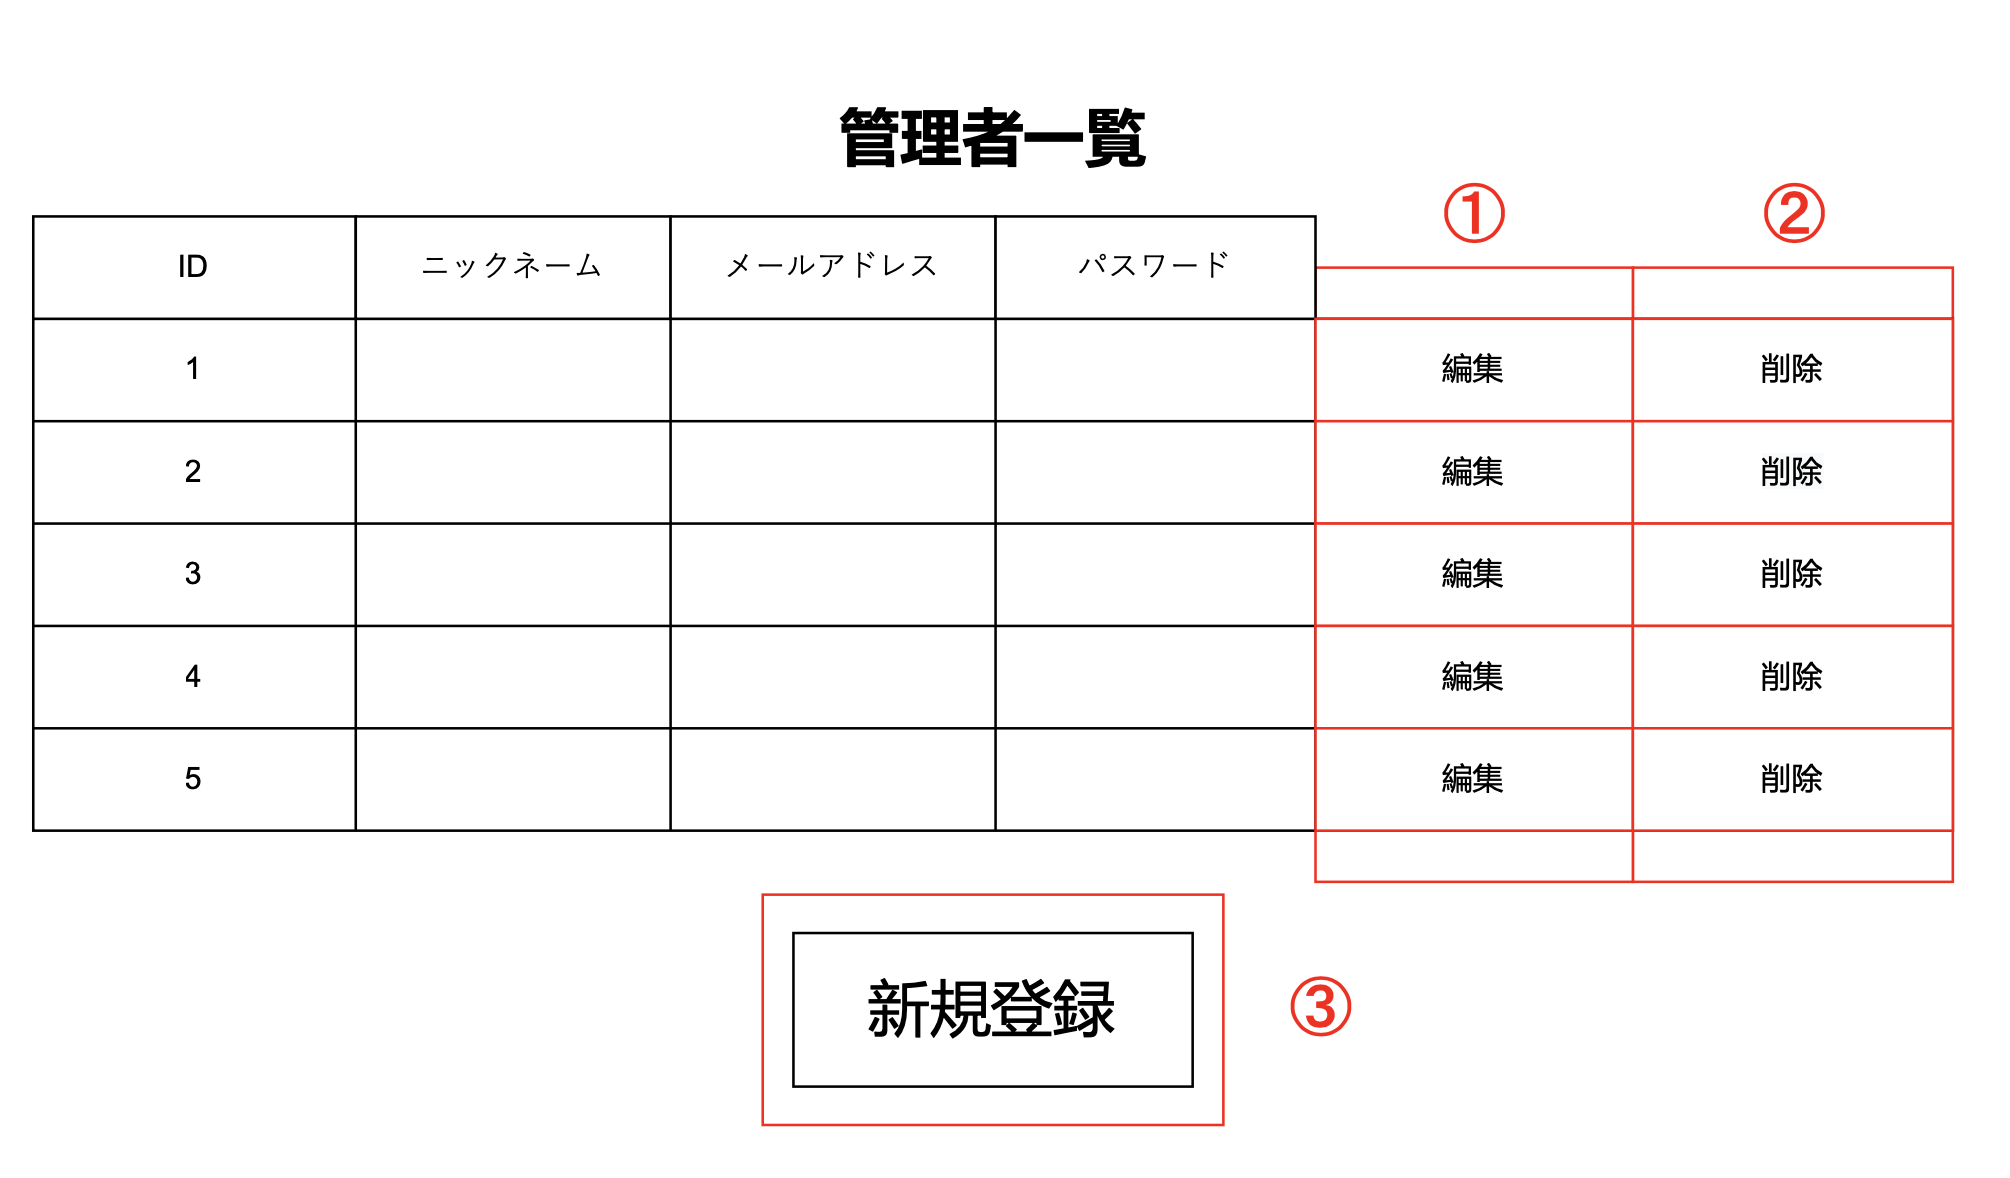 管理者一覧
① ②
ID ニックネーム メールアドレス パスワード
1 編集 削除
2 編集 削除
3 編集 削除
4 編集 削除
5 編集 削除
新規登録 ③